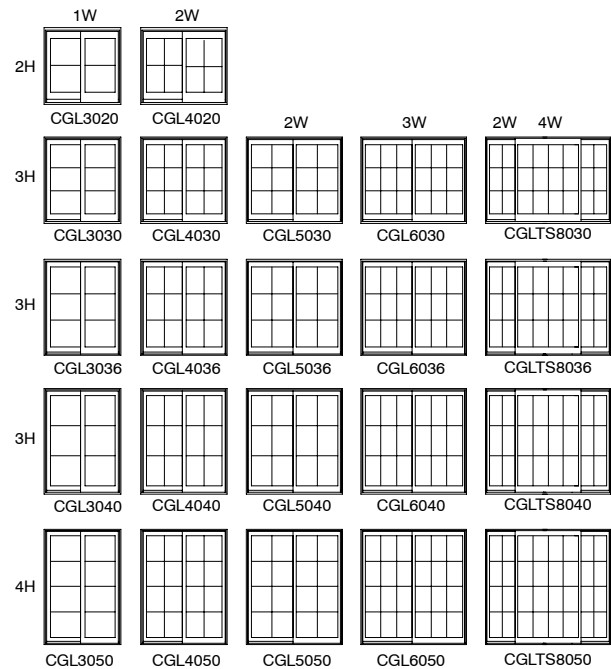 1W 2W
2H
CGL3020 CGL4020
2W 3W 2W 4W
3H
CGL3030 CGL4030 CGL5030 CGL6030 CGLTS8030
3H
CGL3036 CGL4036 CGL5036 CGL6036 CGLTS8036
3H
CGL3040 CGL4040 CGL5040 CGL6040 CGLTS8040
4H
CGL3050 CGL4050 CGL5050 CGL6050 CGLTS8050